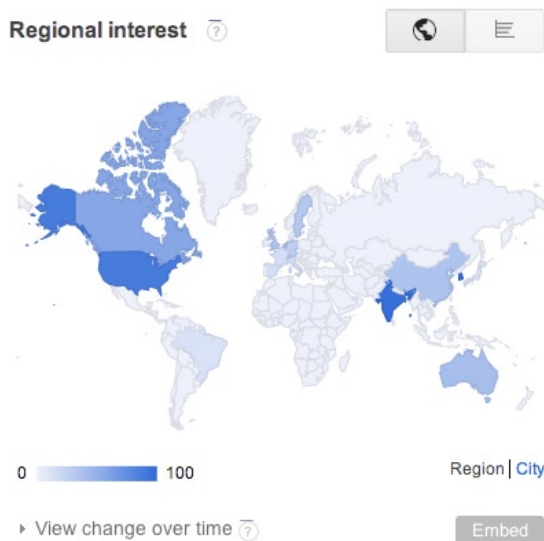 Regional interest ?
0 100
Region | City
View change over time ?
Embed